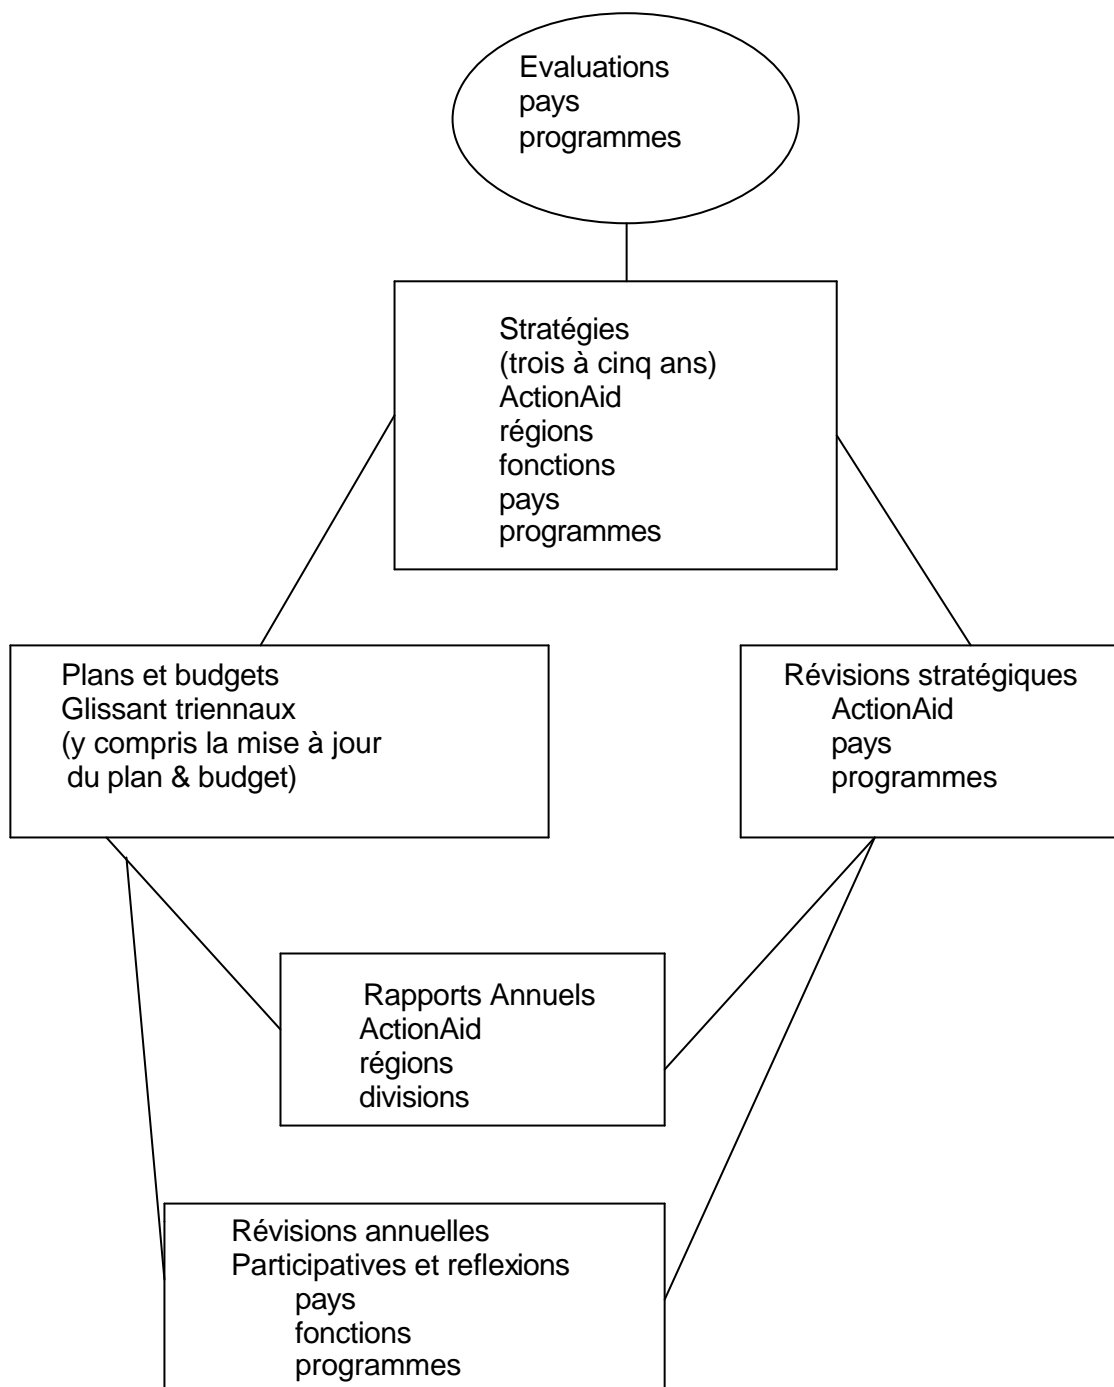 Evaluations
pays
programmes
Stratégies
(trois à cinq ans)
ActionAid
régions
fonctions
pays
programmes
Plans et budgets
Glissant triennaux
(y compris la mise à jour
du plan & budget)
Révisions stratégiques
ActionAid
pays
programmes
Rapports Annuels
ActionAid
régions
divisions
Révisions annuelles
Participatives et reflexions
pays
fonctions
programmes